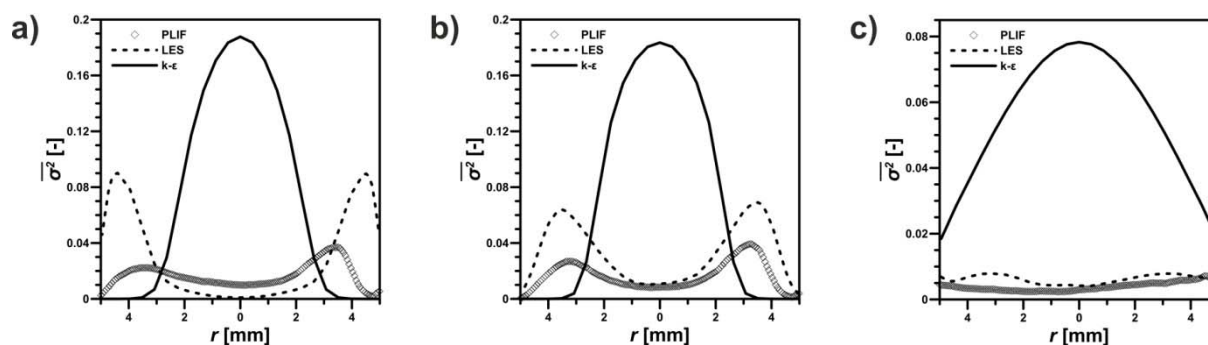 a)
0.2
0.16
0.12
0.08
0.04
0
σ² [-]
◇ PLIF
--- LES
— k-ε
4 2 0 2 4
r [mm]
b)
0.2
0.16
0.12
0.08
0.04
0
σ² [-]
◇ PLIF
--- LES
— k-ε
4 2 0 2 4
r [mm]
c)
0.08
0.06
0.04
0.02
0
σ² [-]
◇ PLIF
--- LES
— k-ε
4 2 0 2 4
r [mm]